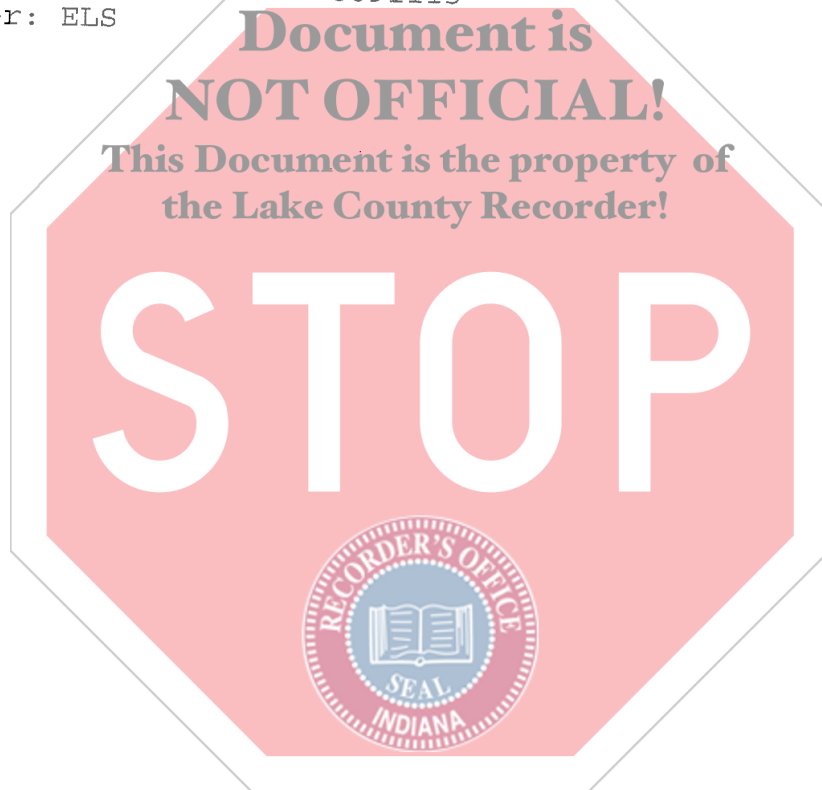 r: ELS
Document is
NOT OFFICIAL!
This Document is the property of
the Lake County Recorder!
STOP
RECORDER'S OFFICE
SEAL
INDIANA